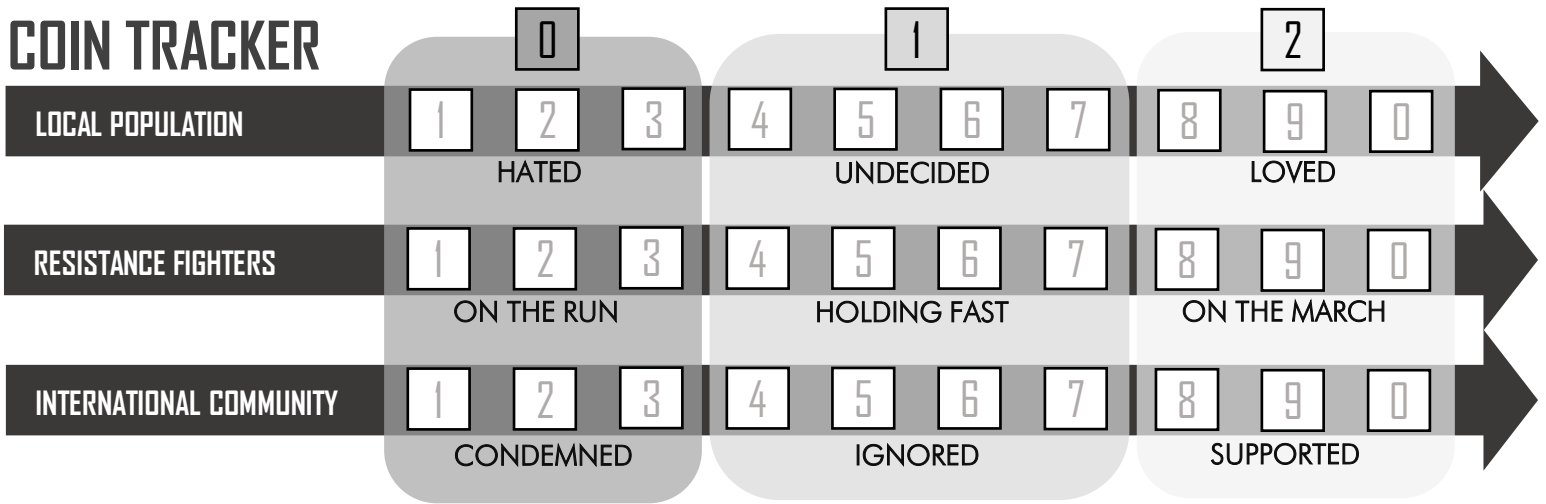 COIN TRACKER 0 1 2
LOCAL POPULATION 1 2 3 4 5 6 7 8 9 0
HATED UNDECIDED LOVED
RESISTANCE FIGHTERS 1 2 3 4 5 6 7 8 9 0
ON THE RUN HOLDING FAST ON THE MARCH
INTERNATIONAL COMMUNITY 1 2 3 4 5 6 7 8 9 0
CONDEMNED IGNORED SUPPORTED